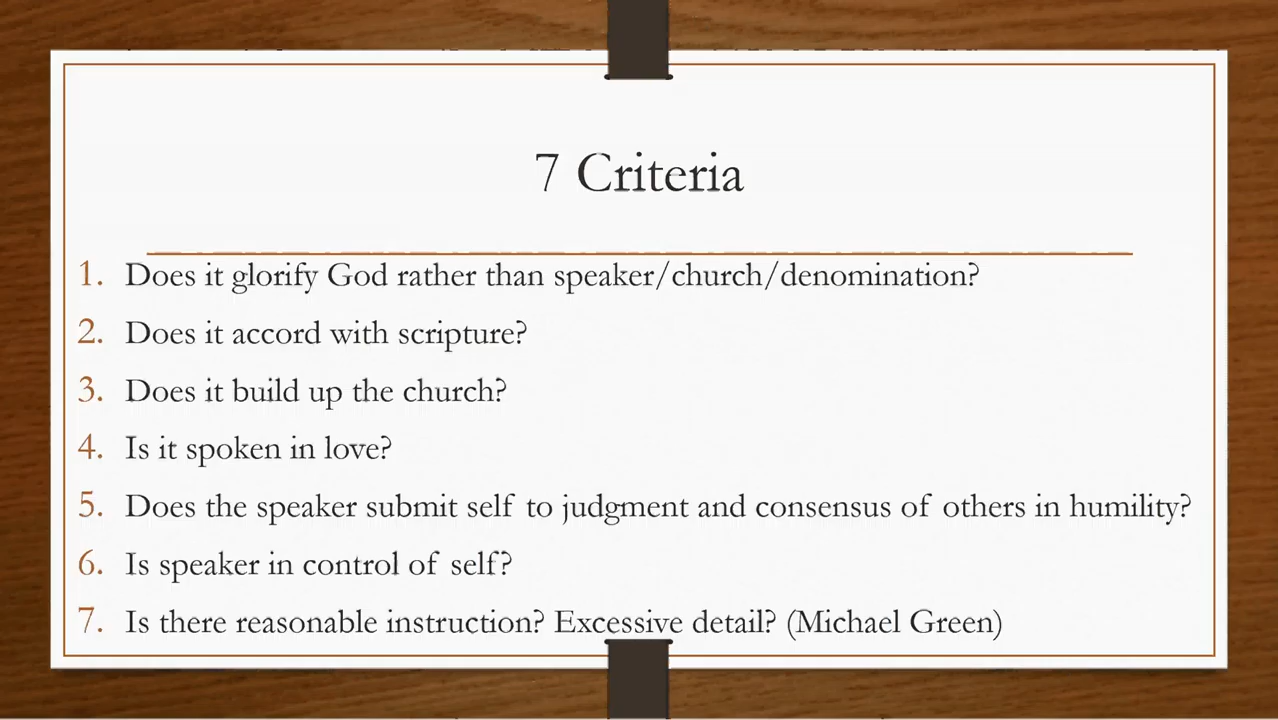 7 Criteria
1. Does it glorify God rather than speaker/church/denomination?
2. Does it accord with scripture?
3. Does it build up the church?
4. Is it spoken in love?
5. Does the speaker submit self to judgment and consensus of others in humility?
6. Is speaker in control of self?
7. Is there reasonable instruction? Excessive detail? (Michael Green)